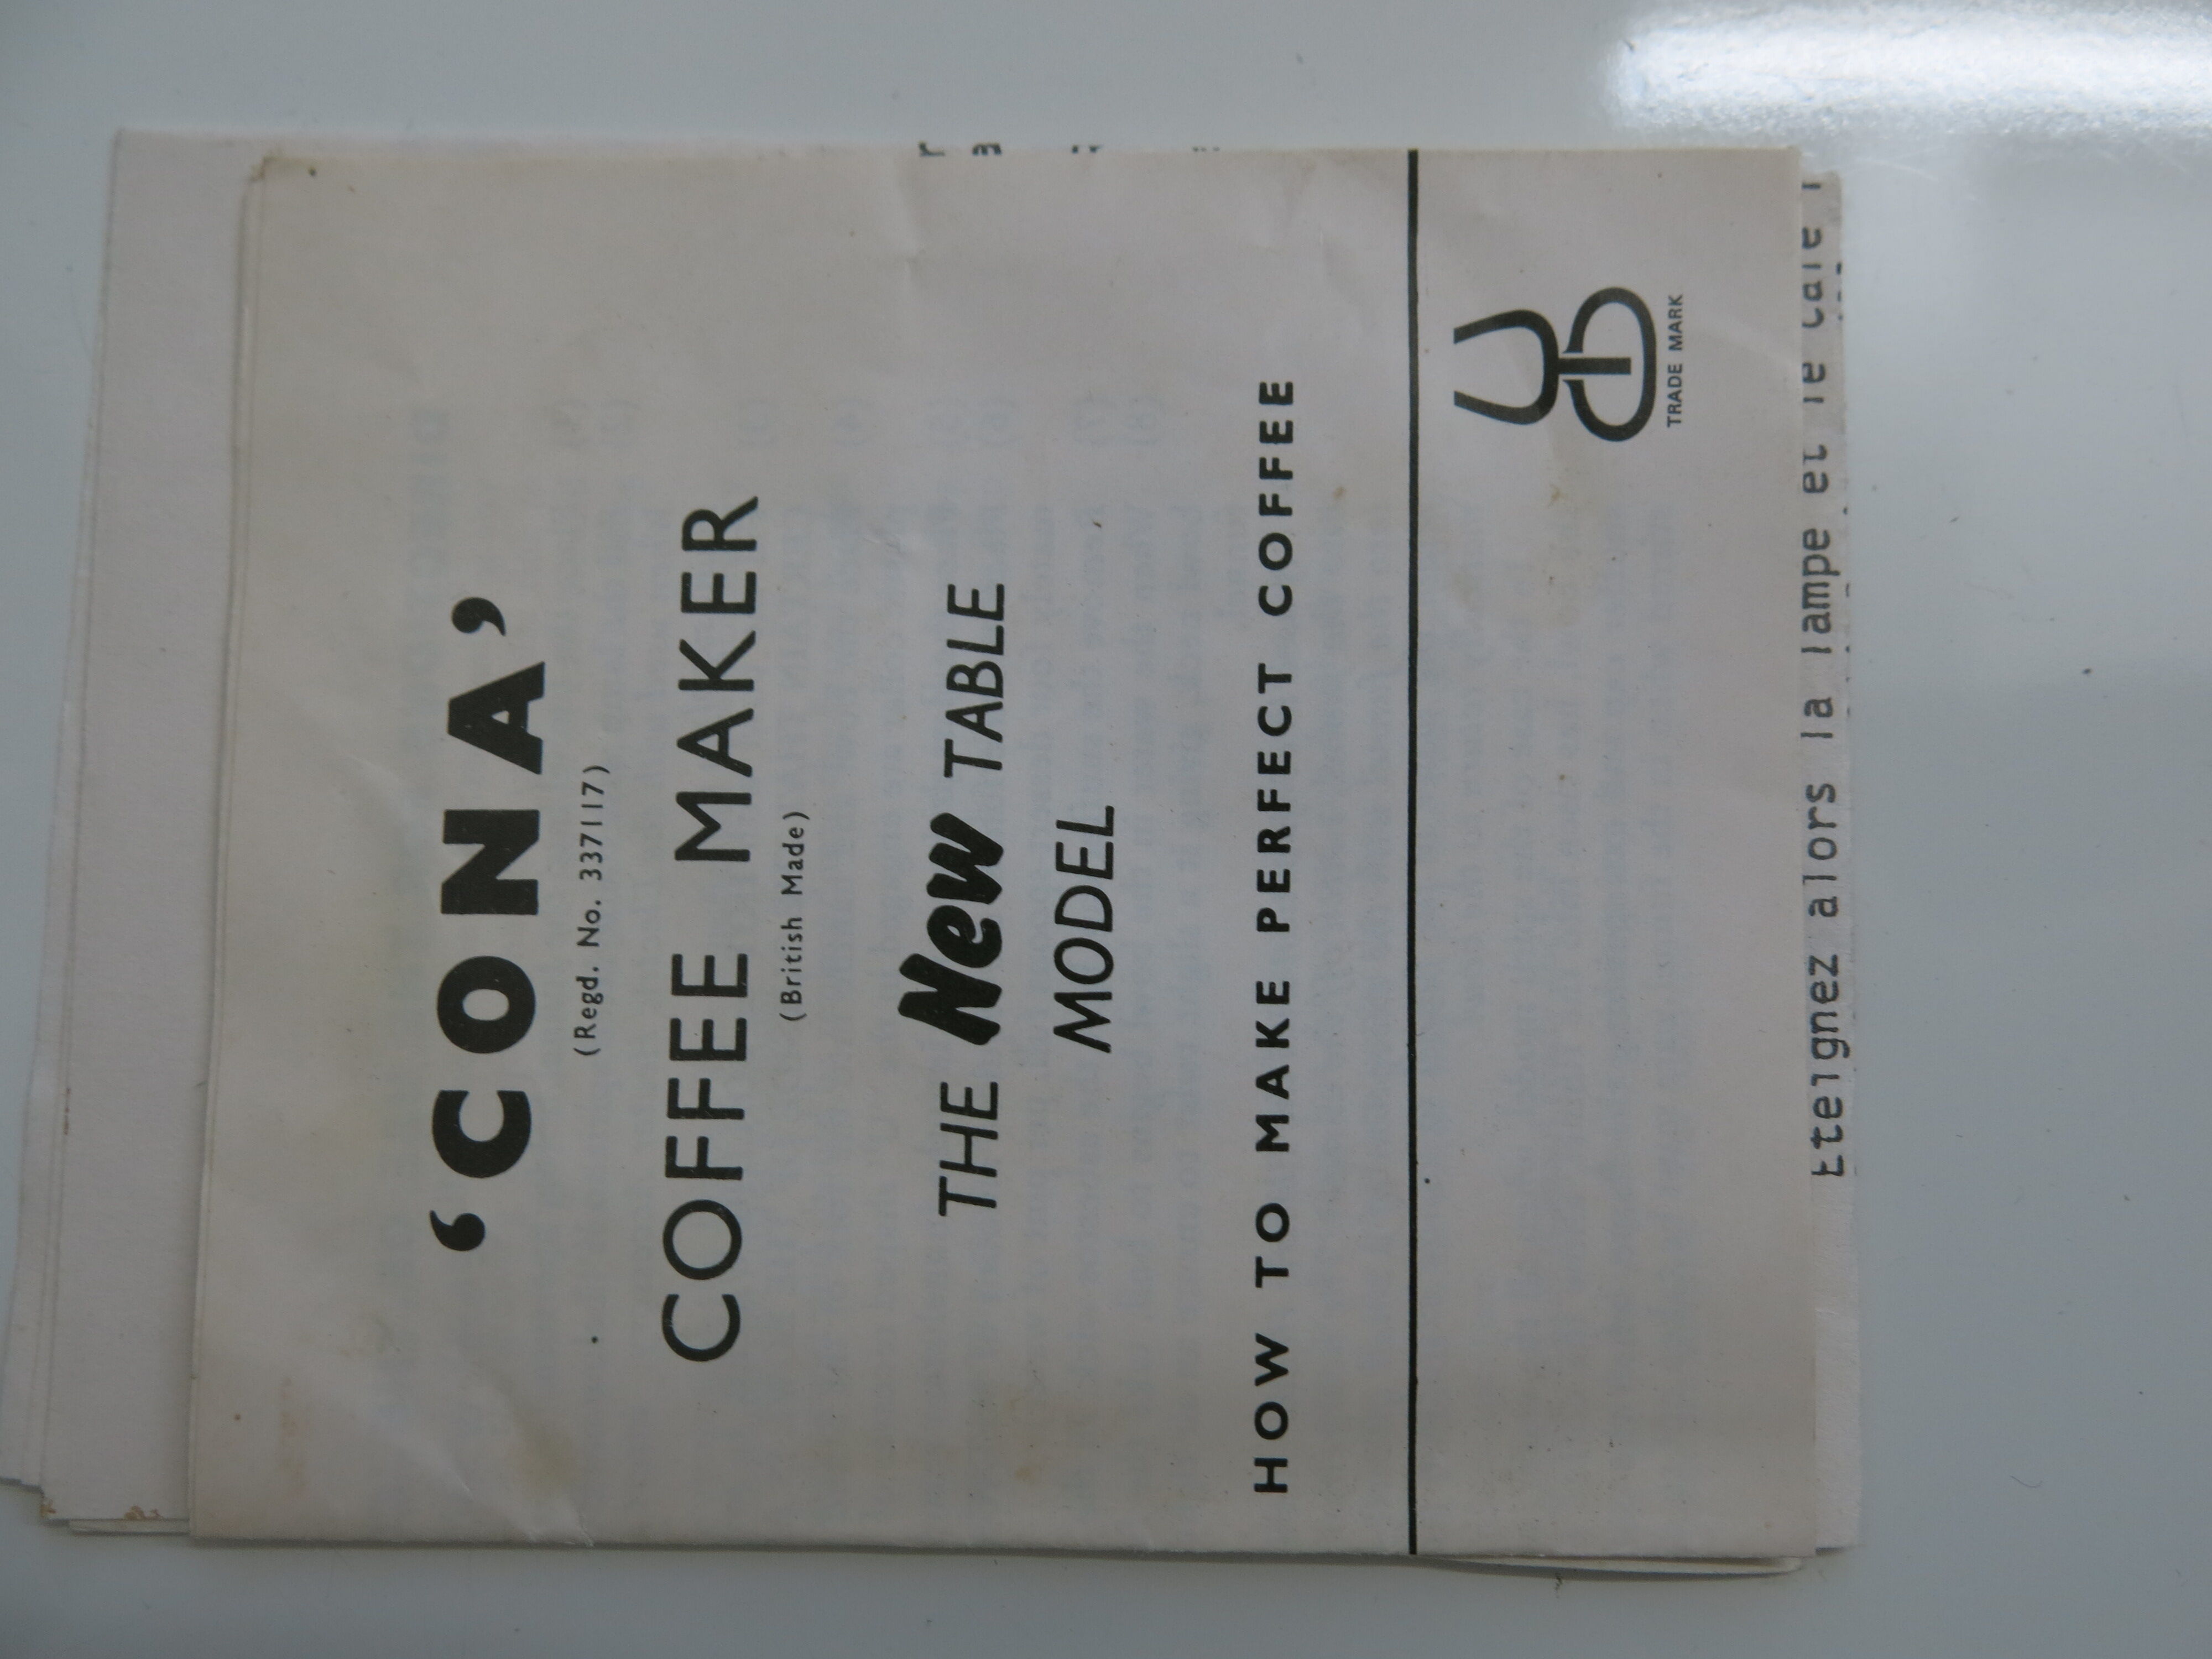 ‘CONA’
(Regd. No. 337117)
COFFEE MAKER
(British Made)
THE New TABLE
MODEL
HOW TO MAKE PERFECT COFFEE
TRADE MARK
Eteignez alors la lampe et le café